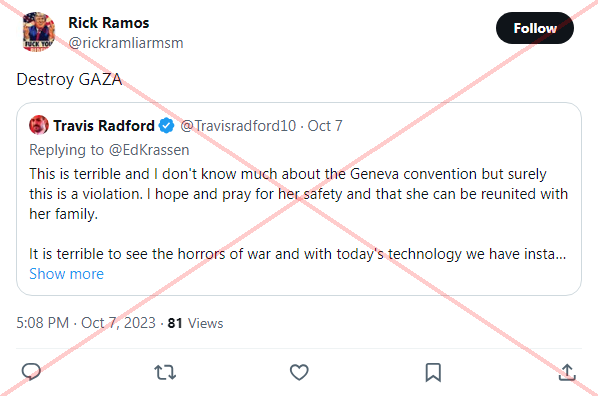 Rick Ramos
@rickramliarmsm
Follow
Destroy GAZA
Travis Radford @Travisradford10 · Oct 7
Replying to @EdKrassen
This is terrible and I don't know much about the Geneva convention but surely
this is a violation. I hope and pray for her safety and that she can be reunited with
her family.
It is terrible to see the horrors of war and with today's technology we have insta...
Show more
5:08 PM · Oct 7, 2023 · 81 Views